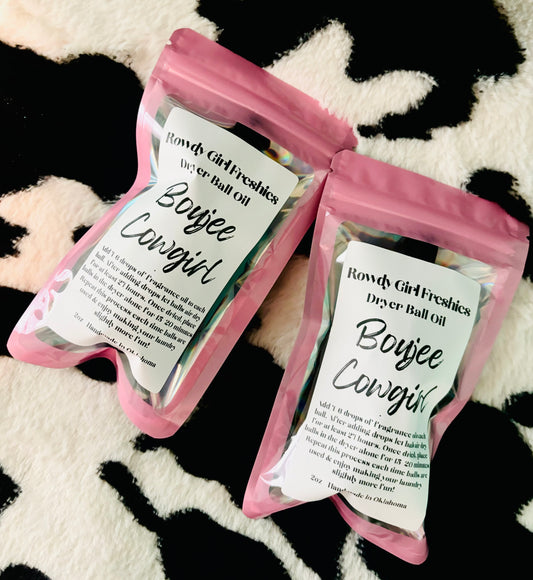 Rowdy Girl Freshies
Dryer Ball Oil
Boujee
Cowgirl
Add 4-6 drops of Fragrance oil to each
ball. After adding drops let balls air dry
For at least 24 hours. Once dried, place
balls in the dryer alone for 15-20 minutes
Repeat this process each time balls are
used & enjoy making your laundry
slightly more fun!
2oz Handmade in Oklahoma
Rowdy Girl Freshies
Dryer Ball Oil
Boujee
Cowgirl
Add 4-6 drops of Fragrance oil to each
ball. After adding drops let balls air dry
For at least 24 hours. Once dried, place
balls in the dryer alone for 15-20 minutes
Repeat this process each time balls are
used & enjoy making your laundry
slightly more fun!
2oz Handmade in Oklahoma